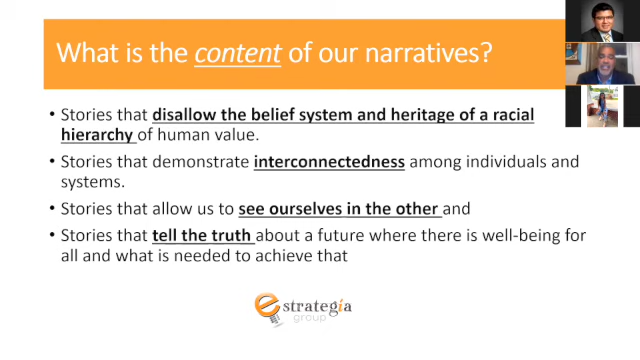 What is the content of our narratives?
• Stories that disallow the belief system and heritage of a racial
hierarchy of human value.
• Stories that demonstrate interconnectedness among individuals and
systems.
• Stories that allow us to see ourselves in the other and
• Stories that tell the truth about a future where there is well-being for
all and what is needed to achieve that
estrategia
group